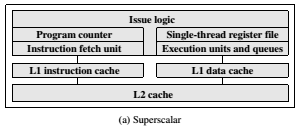 Issue logic
Program counter
Single-thread register file
Instruction fetch unit
Execution units and queues
L1 instruction cache
L1 data cache
L2 cache
(a) Superscalar